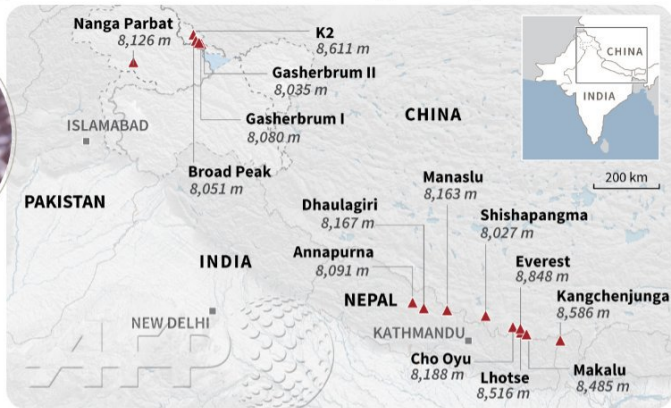 Nanga Parbat
8,126 m
K2
8,611 m
Gasherbrum II
8,035 m
Gasherbrum I
8,080 m
Broad Peak
8,051 m
ISLAMABAD
PAKISTAN
CHINA
CHINA
INDIA
200 km
Manaslu
8,163 m
Dhaulagiri
8,167 m
Shishapangma
8,027 m
Annapurna
8,091 m
Everest
8,848 m
INDIA
Kangchenjunga
8,586 m
NEPAL
NEW DELHI
KATHMANDU
Cho Oyu
8,188 m
Lhotse
8,516 m
Makalu
8,485 m
AFP